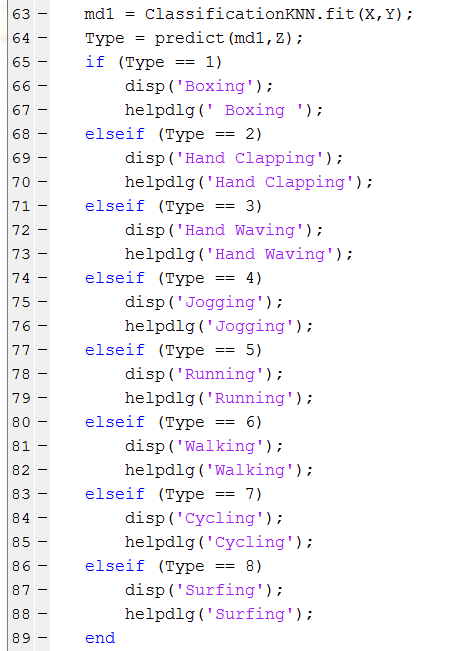 63 –    md1 = ClassificationKNN.fit(X,Y);
64 –    Type = predict(md1,Z);
65 –    if (Type == 1)
66 –        disp('Boxing');
67 –        helpdlg(' Boxing ');
68 –    elseif (Type == 2)
69 –        disp('Hand Clapping');
70 –        helpdlg('Hand Clapping');
71 –    elseif (Type == 3)
72 –        disp('Hand Waving');
73 –        helpdlg('Hand Waving');
74 –    elseif (Type == 4)
75 –        disp('Jogging');
76 –        helpdlg('Jogging');
77 –    elseif (Type == 5)
78 –        disp('Running');
79 –        helpdlg('Running');
80 –    elseif (Type == 6)
81 –        disp('Walking');
82 –        helpdlg('Walking');
83 –    elseif (Type == 7)
84 –        disp('Cycling');
85 –        helpdlg('Cycling');
86 –    elseif (Type == 8)
87 –        disp('Surfing');
88 –        helpdlg('Surfing');
89 –    end